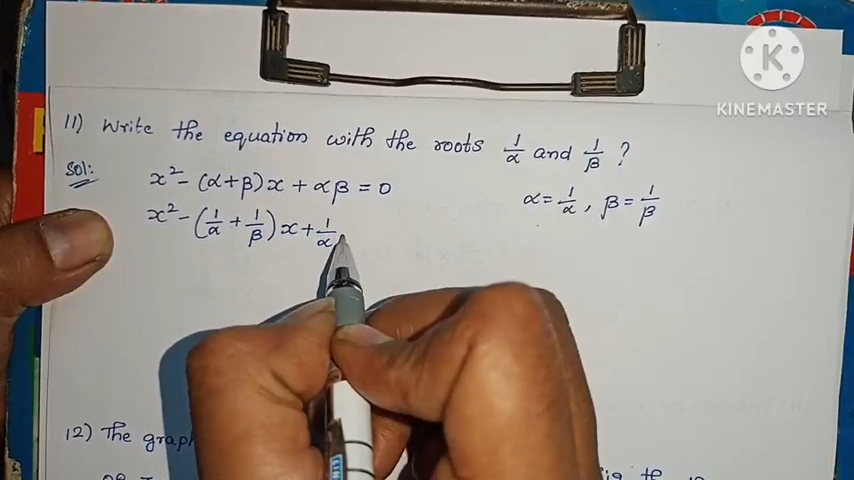 KINEMASTER
11) Write the equation with the roots 1/α and 1/β ?
Sol:
x² - (α+β)x + αβ = 0
α = 1/α , β = 1/β
x² - (1/α + 1/β)x + 1/α
12) The graph